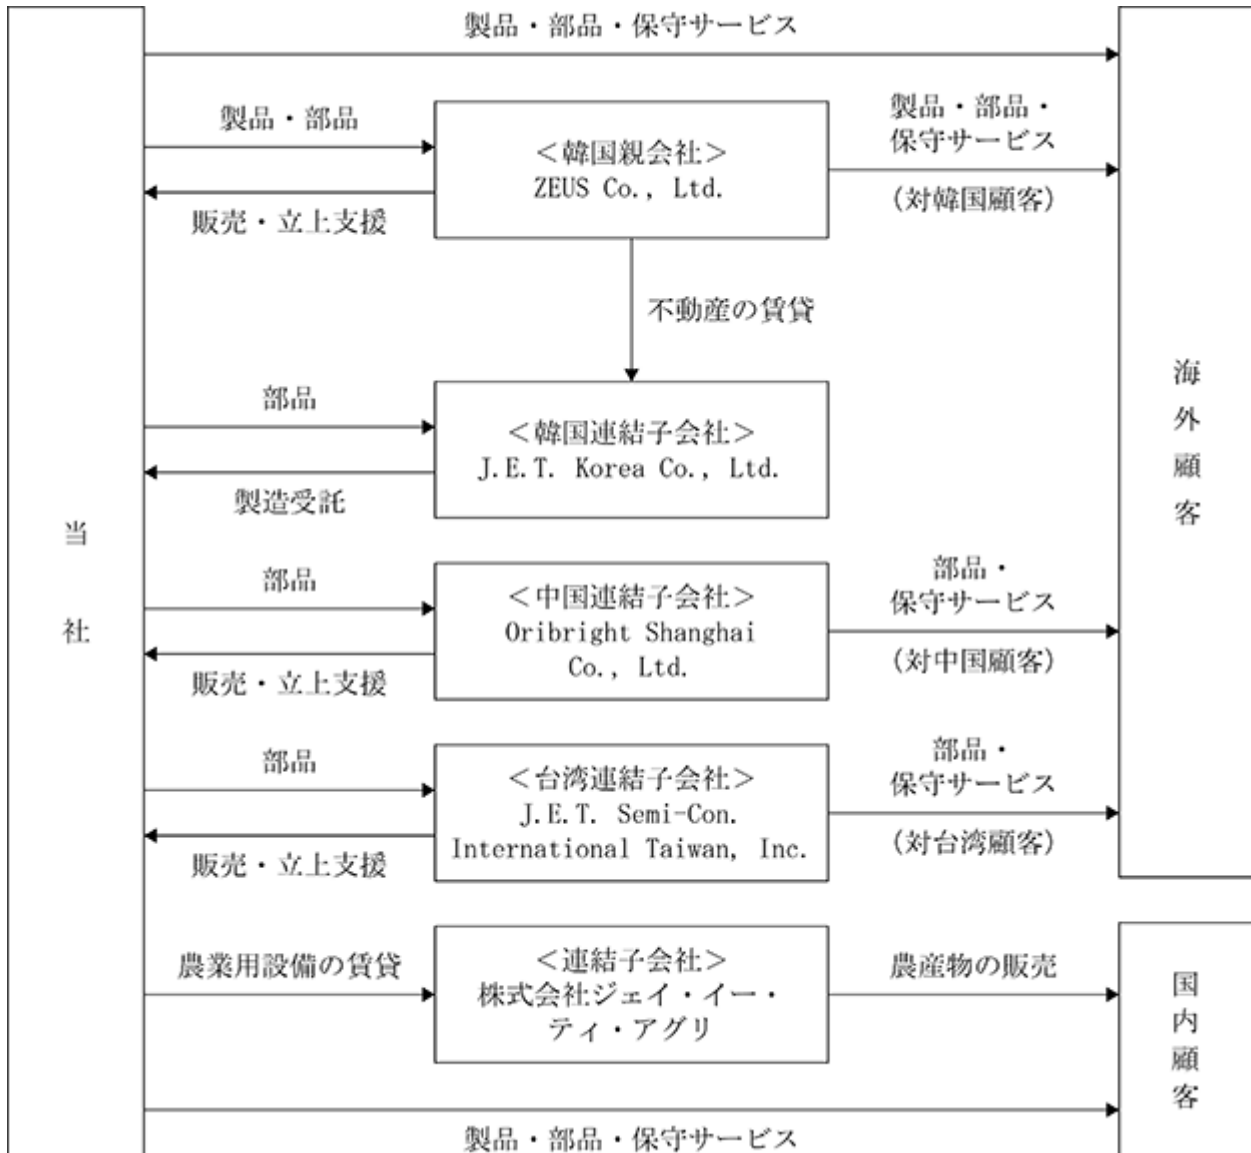 製品・部品・保守サービス
製品・部品
＜韓国親会社＞
ZEUS Co., Ltd.
販売・立上支援
製品・部品・
保守サービス
(対韓国顧客)
不動産の賃貸
部品
＜韓国連結子会社＞
J.E.T. Korea Co., Ltd.
製造受託
部品
＜中国連結子会社＞
Oribright Shanghai
Co., Ltd.
販売・立上支援
部品・
保守サービス
(対中国顧客)
部品
＜台湾連結子会社＞
J.E.T. Semi-Con.
International Taiwan, Inc.
販売・立上支援
部品・
保守サービス
(対台湾顧客)
農業用設備の賃貸
＜連結子会社＞
株式会社ジェイ・イー・
ティ・アグリ
農産物の販売
製品・部品・保守サービス
当社
海外顧客
国内顧客